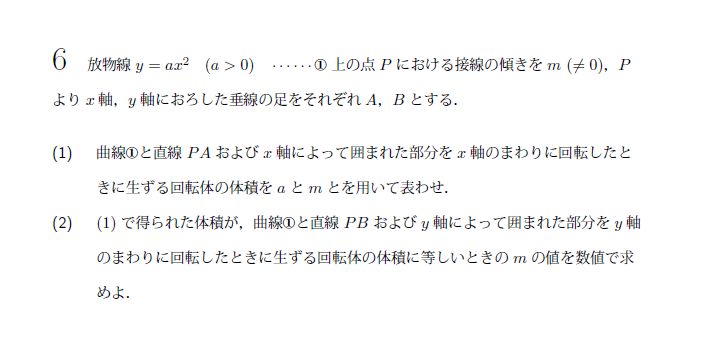 6 放物線 y = ax² (a > 0) ‥‥‥① 上の点 P における接線の傾きを m (≠ 0), P
より x 軸, y 軸におろした垂線の足をそれぞれ A, B とする.
(1) 曲線①と直線 PA および x 軸によって囲まれた部分を x 軸のまわりに回転したと
きに生ずる回転体の体積を a と m とを用いて表わせ.
(2) (1) で得られた体積が, 曲線①と直線 PB および y 軸によって囲まれた部分を y 軸
のまわりに回転したときに生ずる回転体の体積に等しいときの m の値を数値で求
めよ.